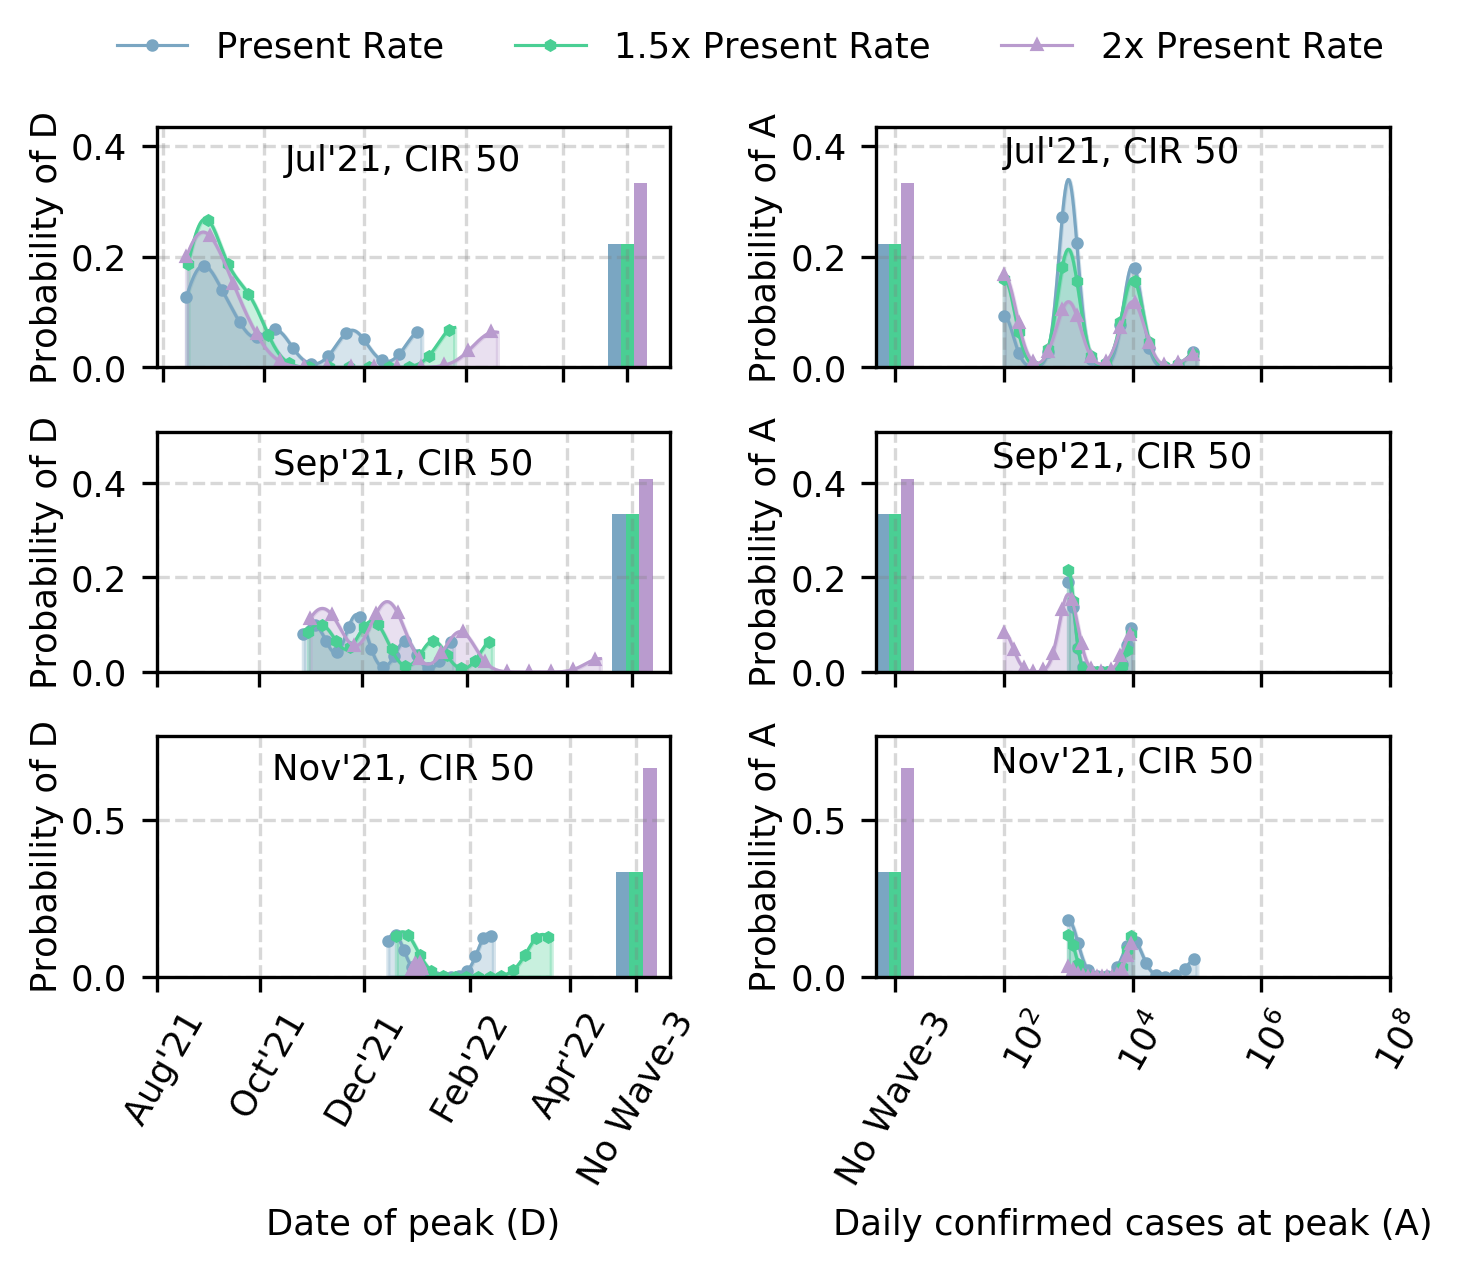 Present Rate 1.5x Present Rate 2x Present Rate
Probability of D
0.4
0.2
0.0
Jul'21, CIR 50
Probability of A
0.4
0.2
0.0
Jul'21, CIR 50
Probability of D
0.4
0.2
0.0
Sep'21, CIR 50
Probability of A
0.4
0.2
0.0
Sep'21, CIR 50
Probability of D
0.5
0.0
Nov'21, CIR 50
Probability of A
0.5
0.0
Nov'21, CIR 50
Aug'21 Oct'21 Dec'21 Feb'22 Apr'22 No Wave-3
No Wave-3 10² 10⁴ 10⁶ 10⁸
Date of peak (D)
Daily confirmed cases at peak (A)